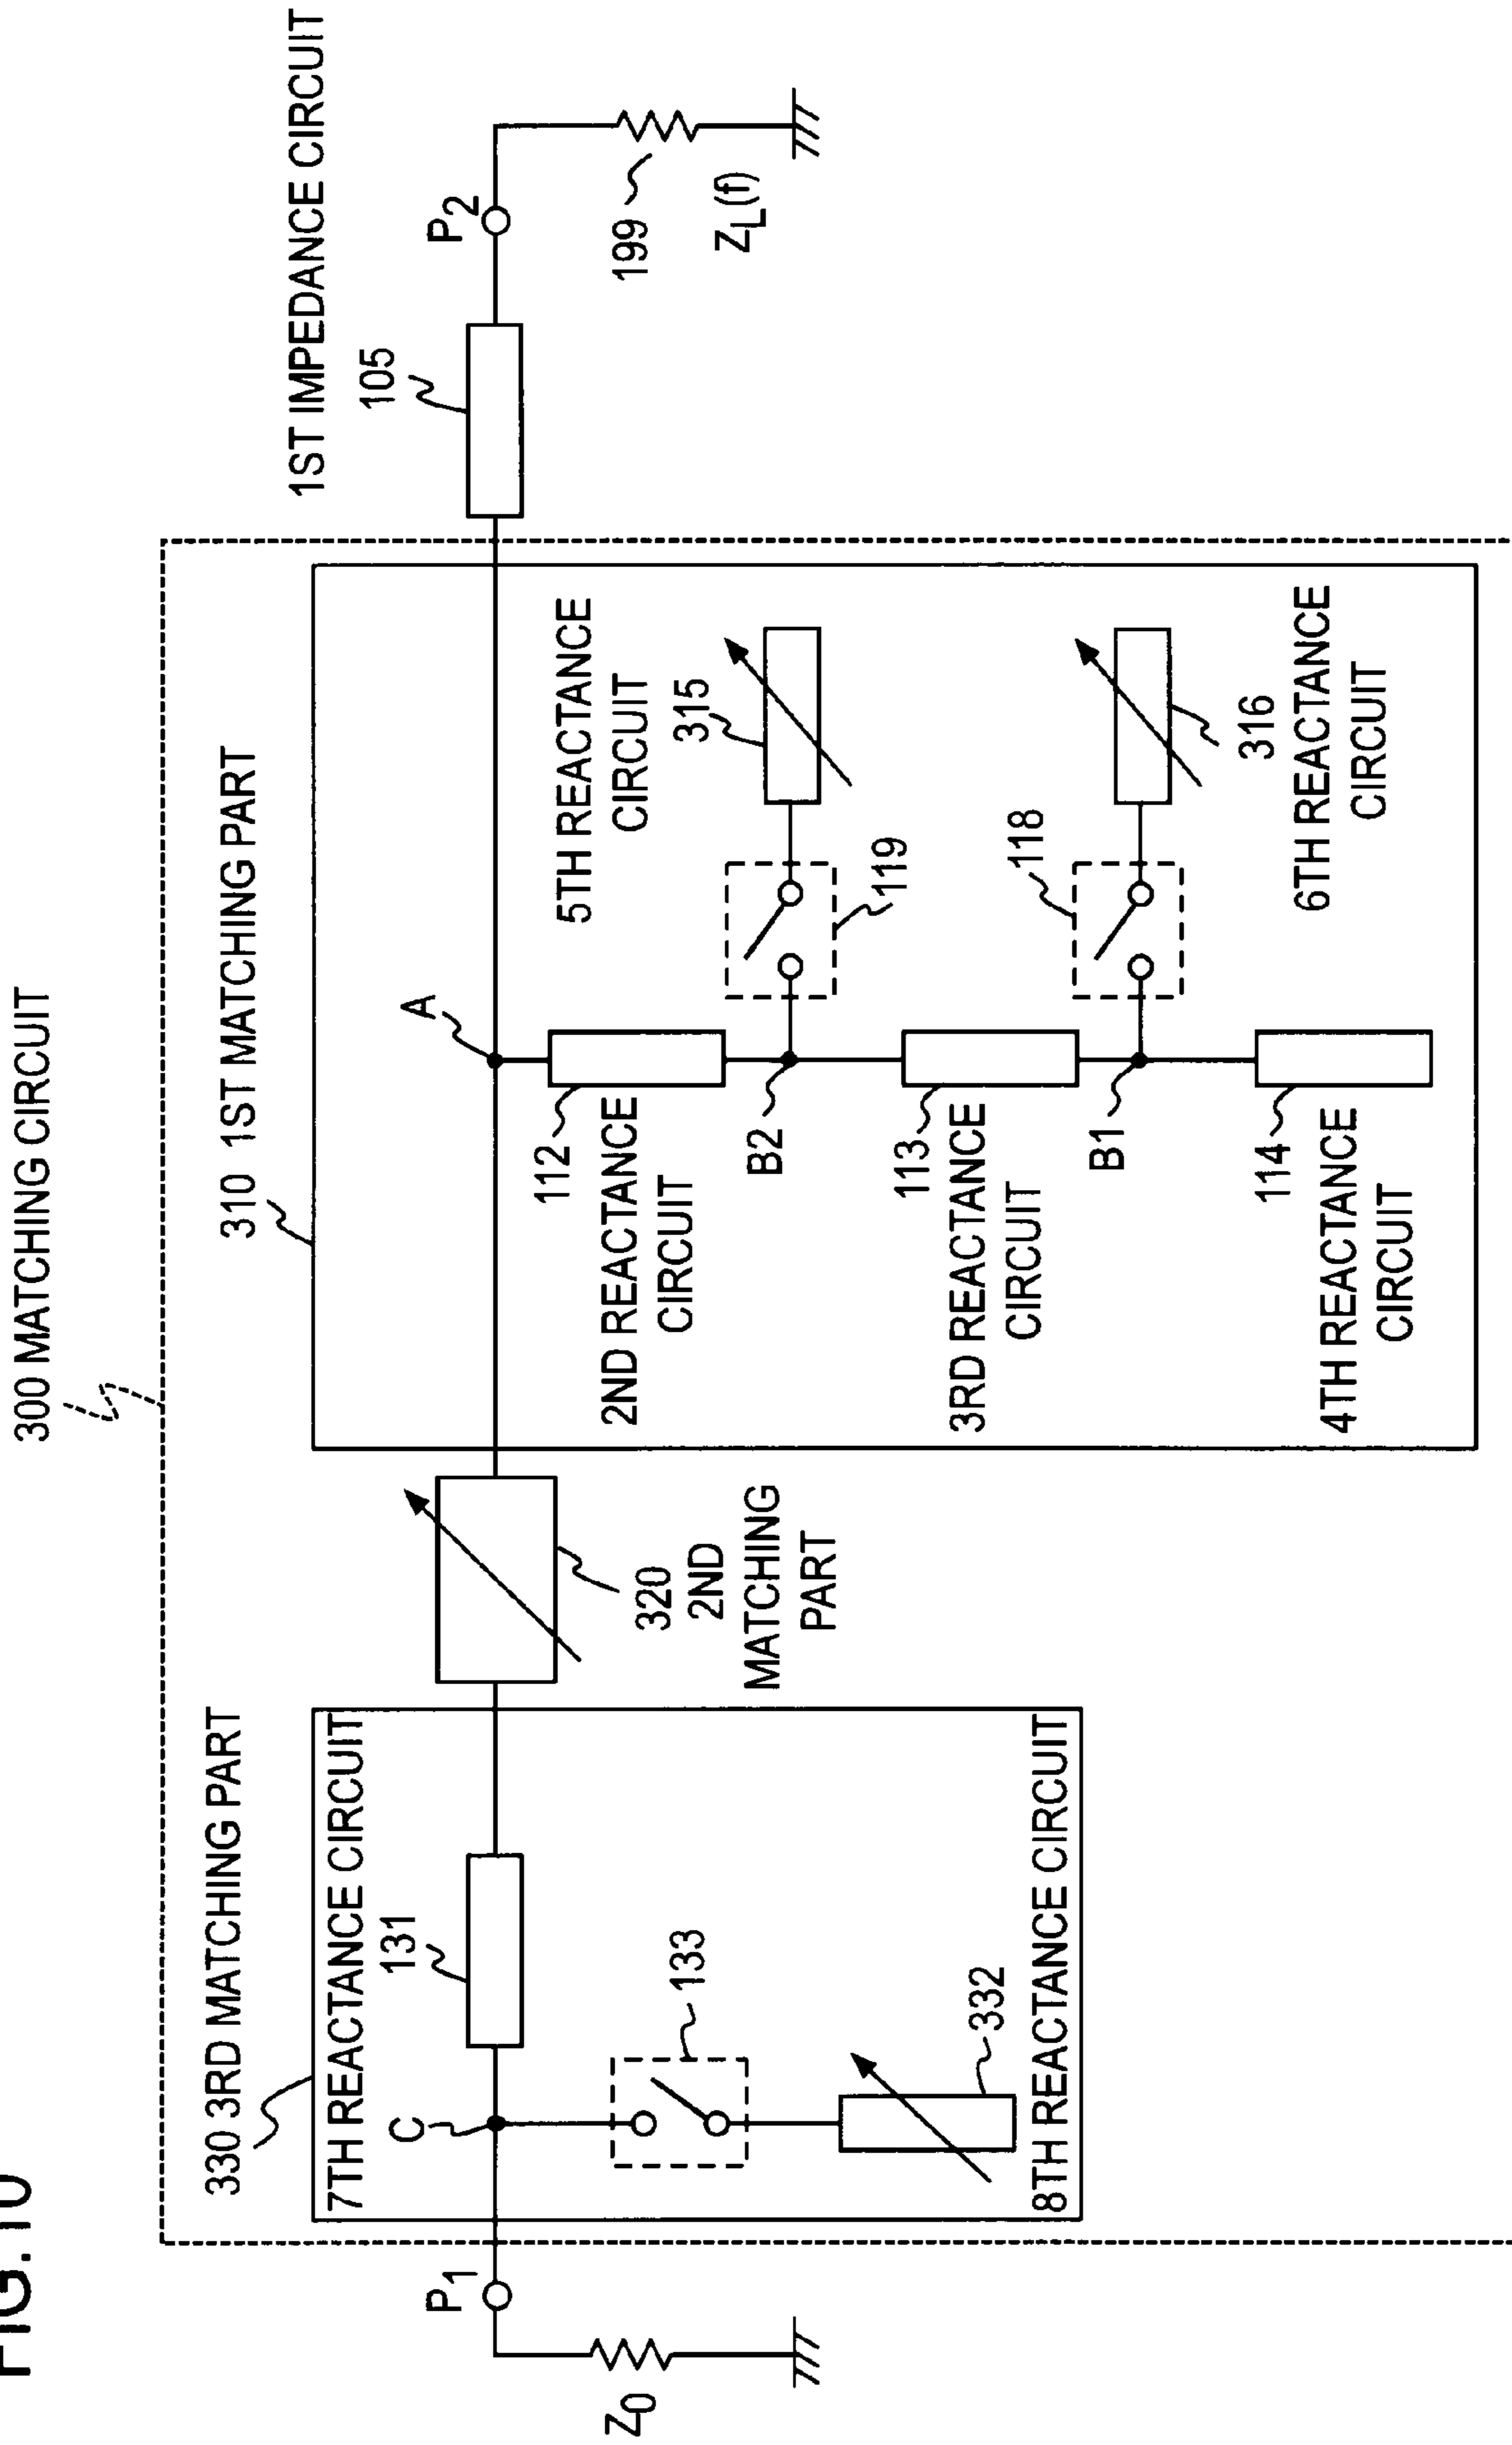 FIG.10
300 MATCHING CIRCUIT
330 3RD MATCHING PART
310 1ST MATCHING PART
1ST IMPEDANCE CIRCUIT
7TH REACTANCE CIRCUIT
131
105
C
A
P1
P2
112
2ND REACTANCE
CIRCUIT
5TH REACTANCE
CIRCUIT
315
Z0
199
ZL(f)
320
2ND
MATCHING
PART
133
B2
119
332
113
3RD REACTANCE
CIRCUIT
118
8TH REACTANCE CIRCUIT
B1
316
6TH REACTANCE
CIRCUIT
114
4TH REACTANCE
CIRCUIT